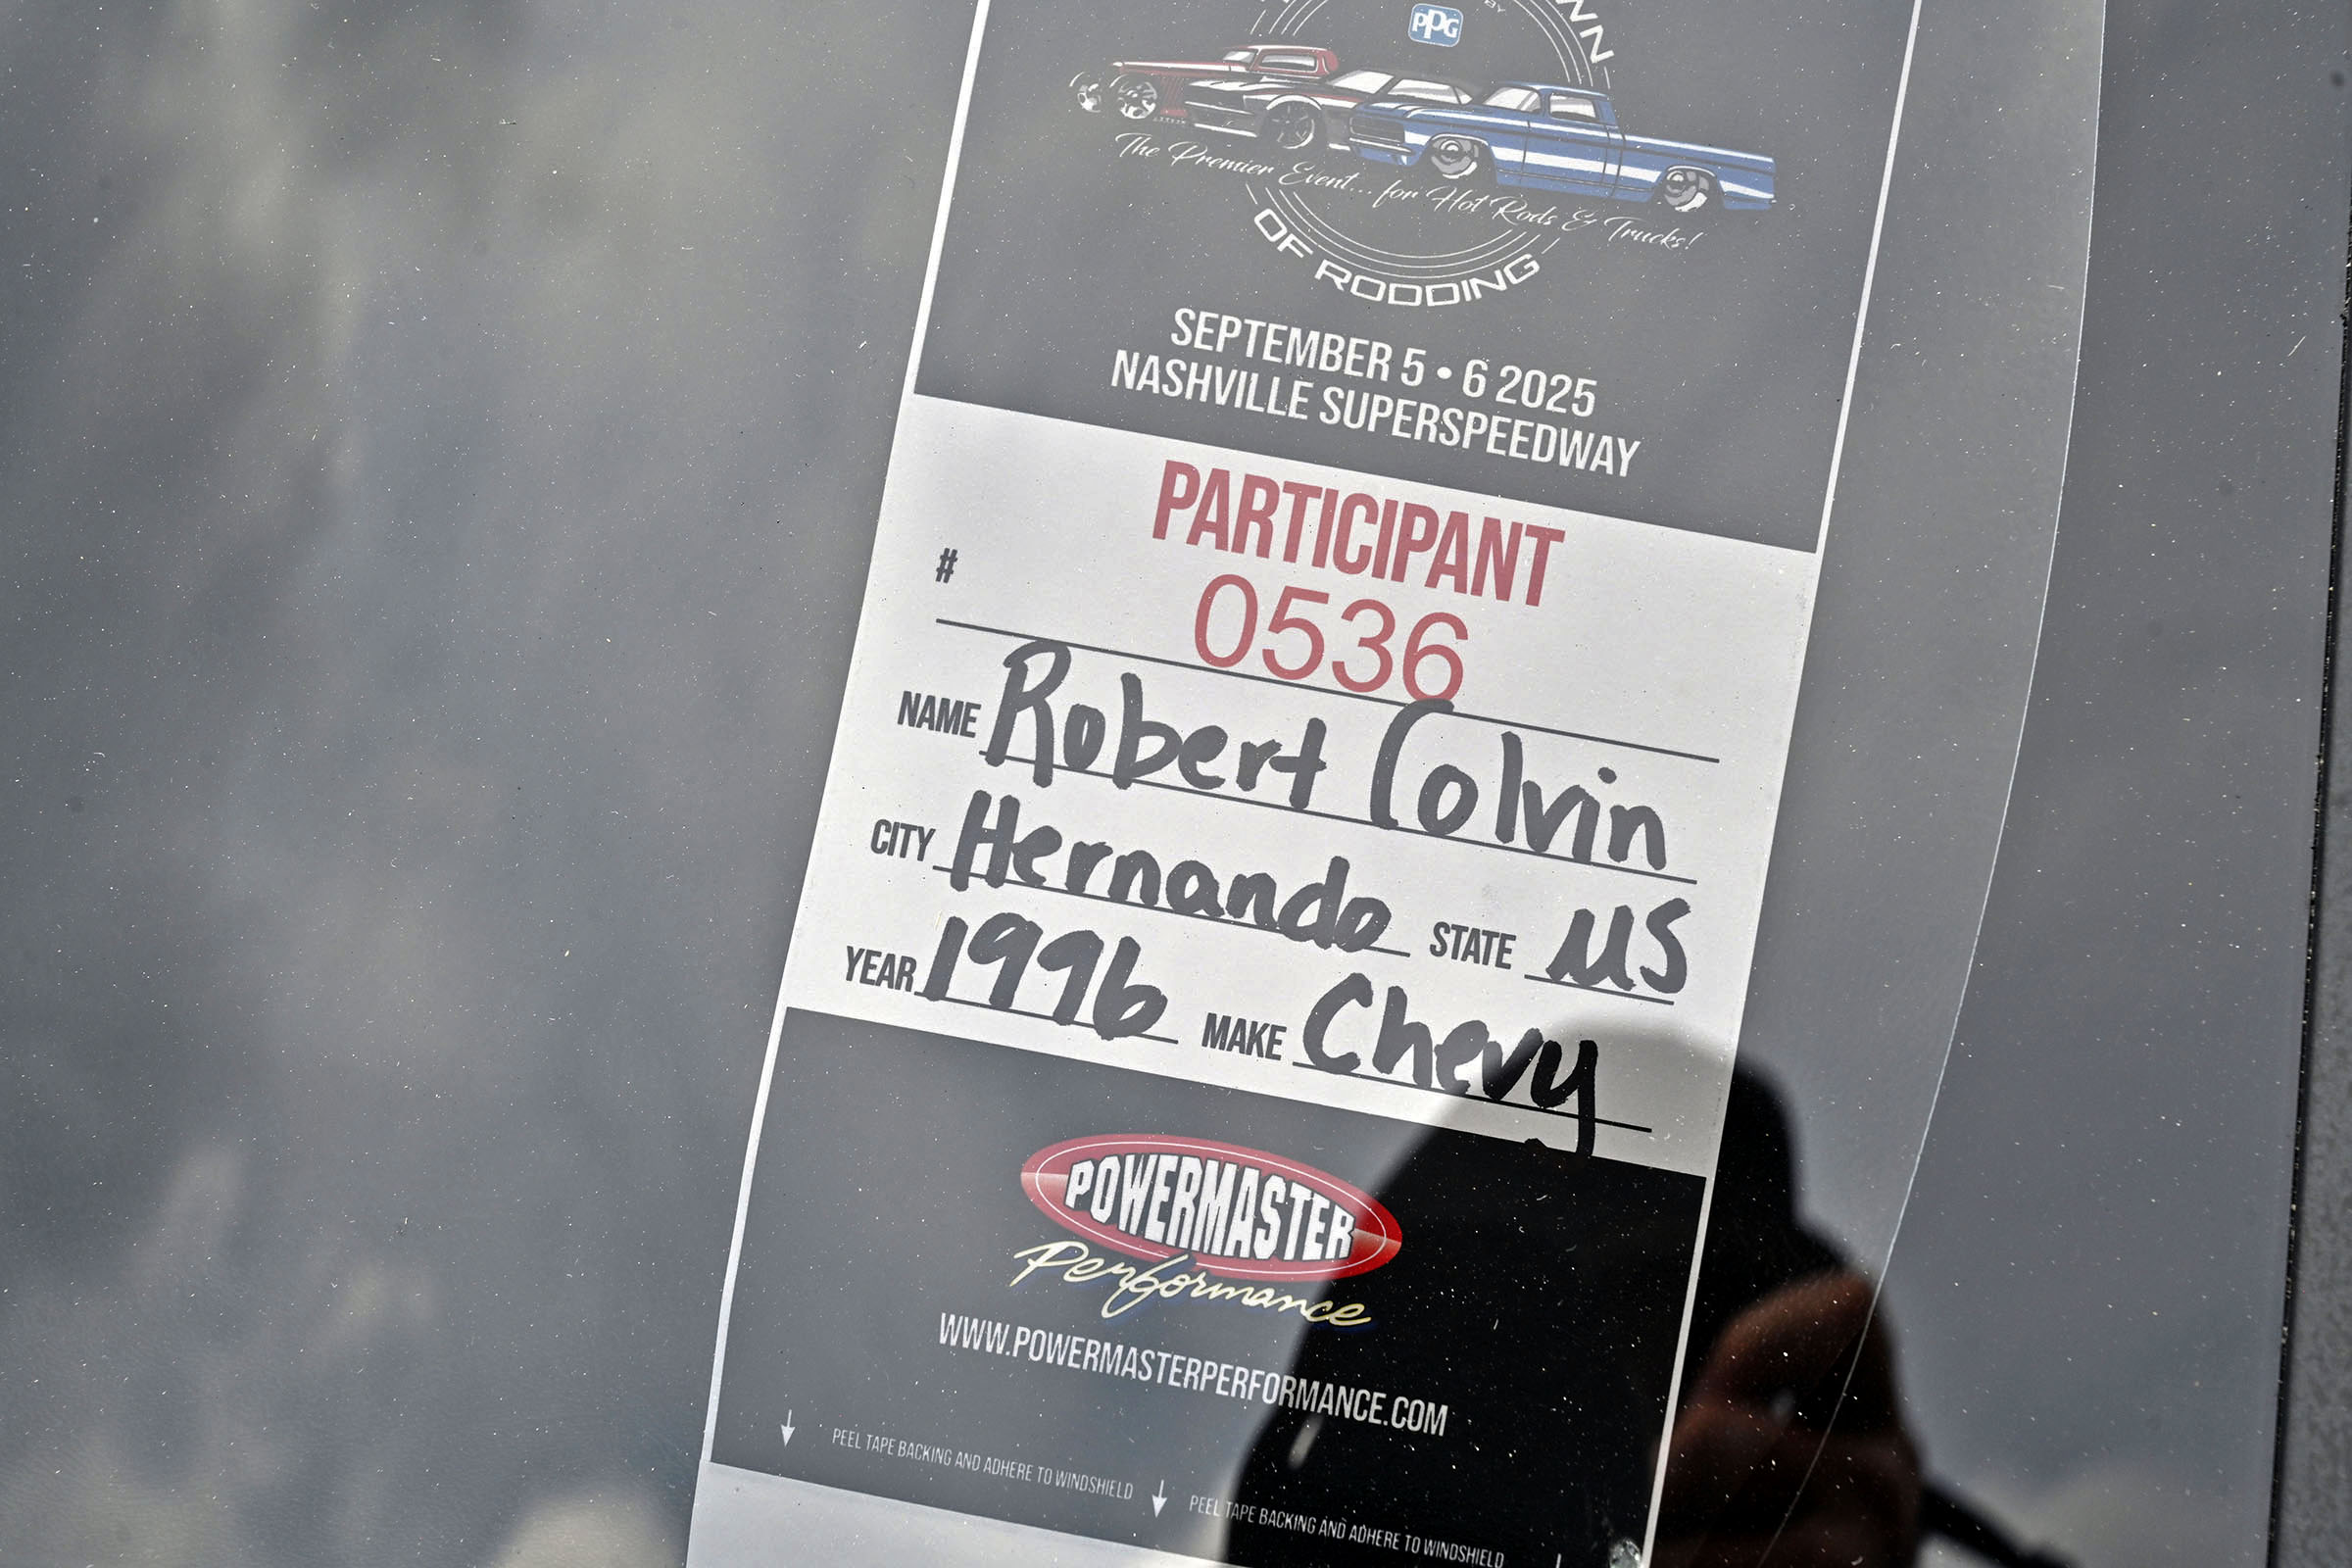 BY
PPG
The Premier Event... for Hot Rods & Trucks!
OF RODDING
SEPTEMBER 5 • 6 2025
NASHVILLE SUPERSPEEDWAY
PARTICIPANT
# 0536
NAME Robert Colvin
CITY Hernando STATE MS
YEAR 1996 MAKE Chevy
POWERMASTER
Performance
WWW.POWERMASTERPERFORMANCE.COM
PEEL TAPE BACKING AND ADHERE TO WINDSHIELD PEEL TAPE BACKING AND ADHERE TO WINDSHIELD